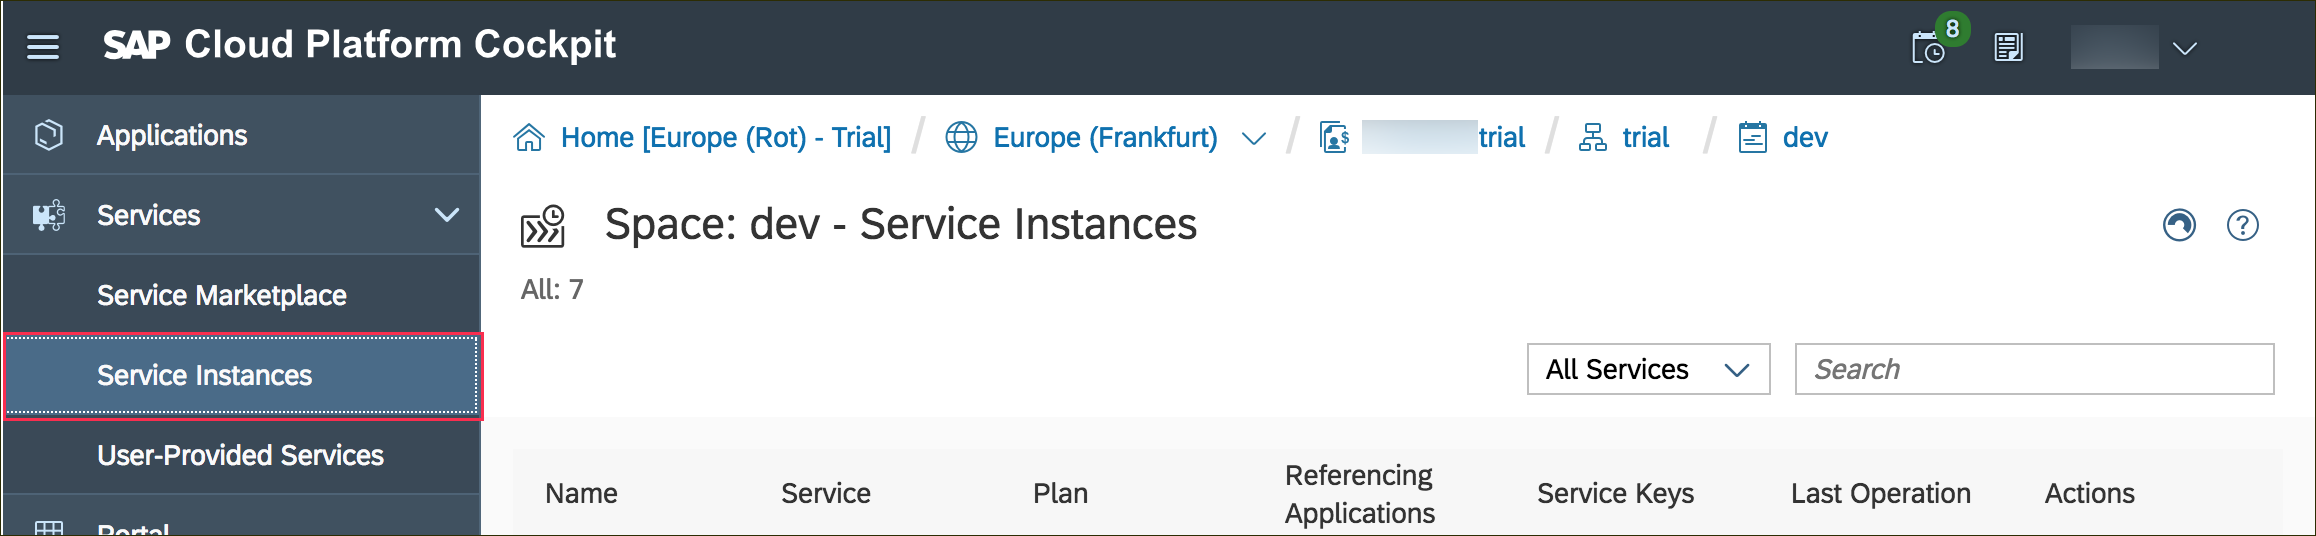 SAP Cloud Platform Cockpit
8
Applications
Services
Service Marketplace
Service Instances
User-Provided Services
Portal
Home [Europe (Rot) - Trial] / Europe (Frankfurt) / trial / trial / dev
Space: dev - Service Instances
?
All: 7
All Services
Search
Name
Service
Plan
Referencing
Applications
Service Keys
Last Operation
Actions